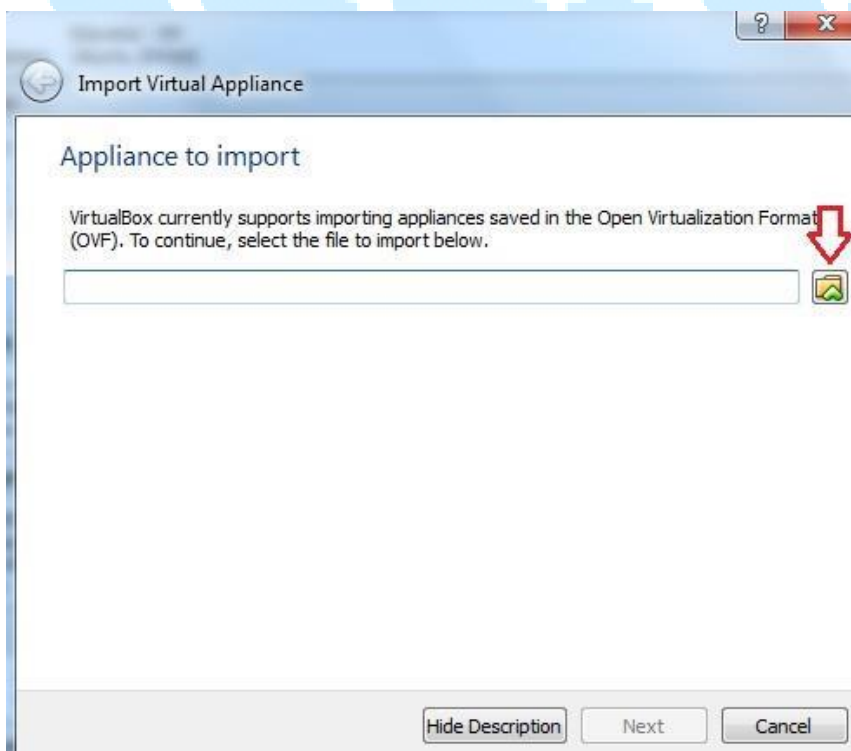 ?
X
Import Virtual Appliance
Appliance to import
VirtualBox currently supports importing appliances saved in the Open Virtualization Format
(OVF). To continue, select the file to import below.
Hide Description
Next
Cancel